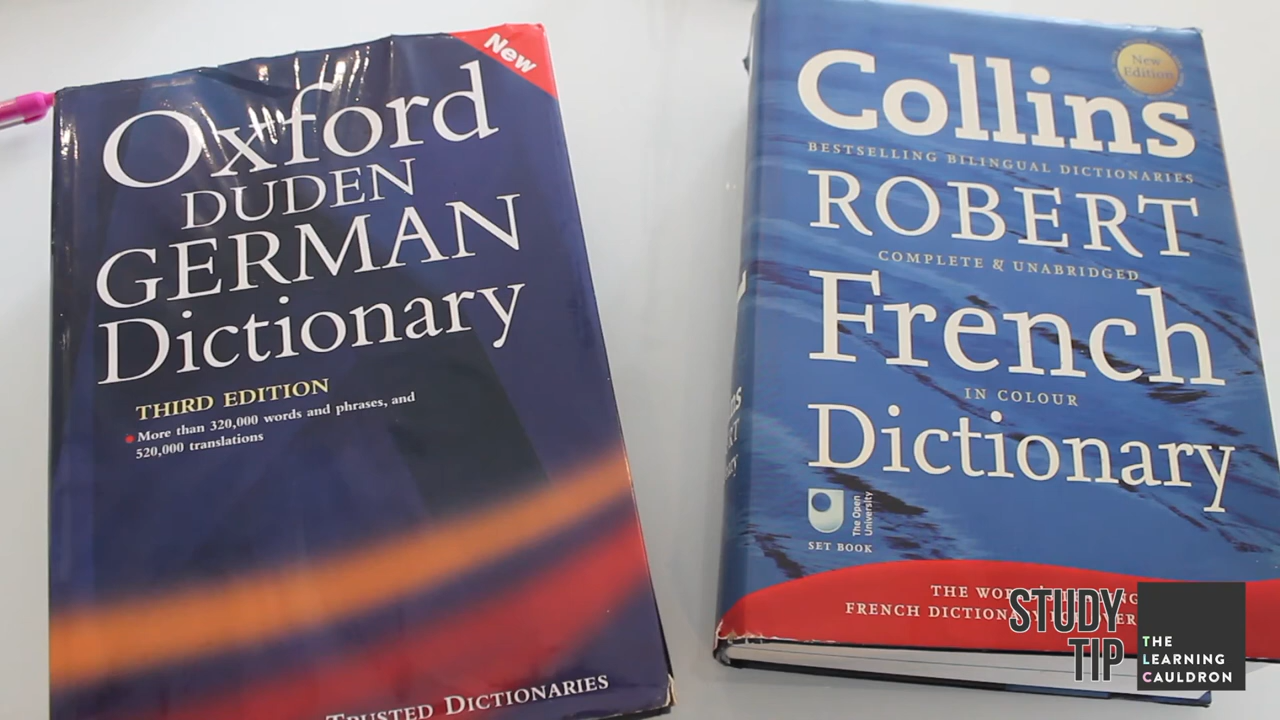 New
Oxford
DUDEN
GERMAN
Dictionary
THIRD EDITION
More than 320,000 words and phrases, and
520,000 translations
TRUSTED DICTIONARIES
New
Edition
Collins
BESTSELLING BILINGUAL DICTIONARIES
ROBERT
COMPLETE & UNABRIDGED
French
IN COLOUR
Dictionary
The Open
University
SET BOOK
THE
FRENCH
STUDY
TIP
THE
LEARNING
CAULDRON